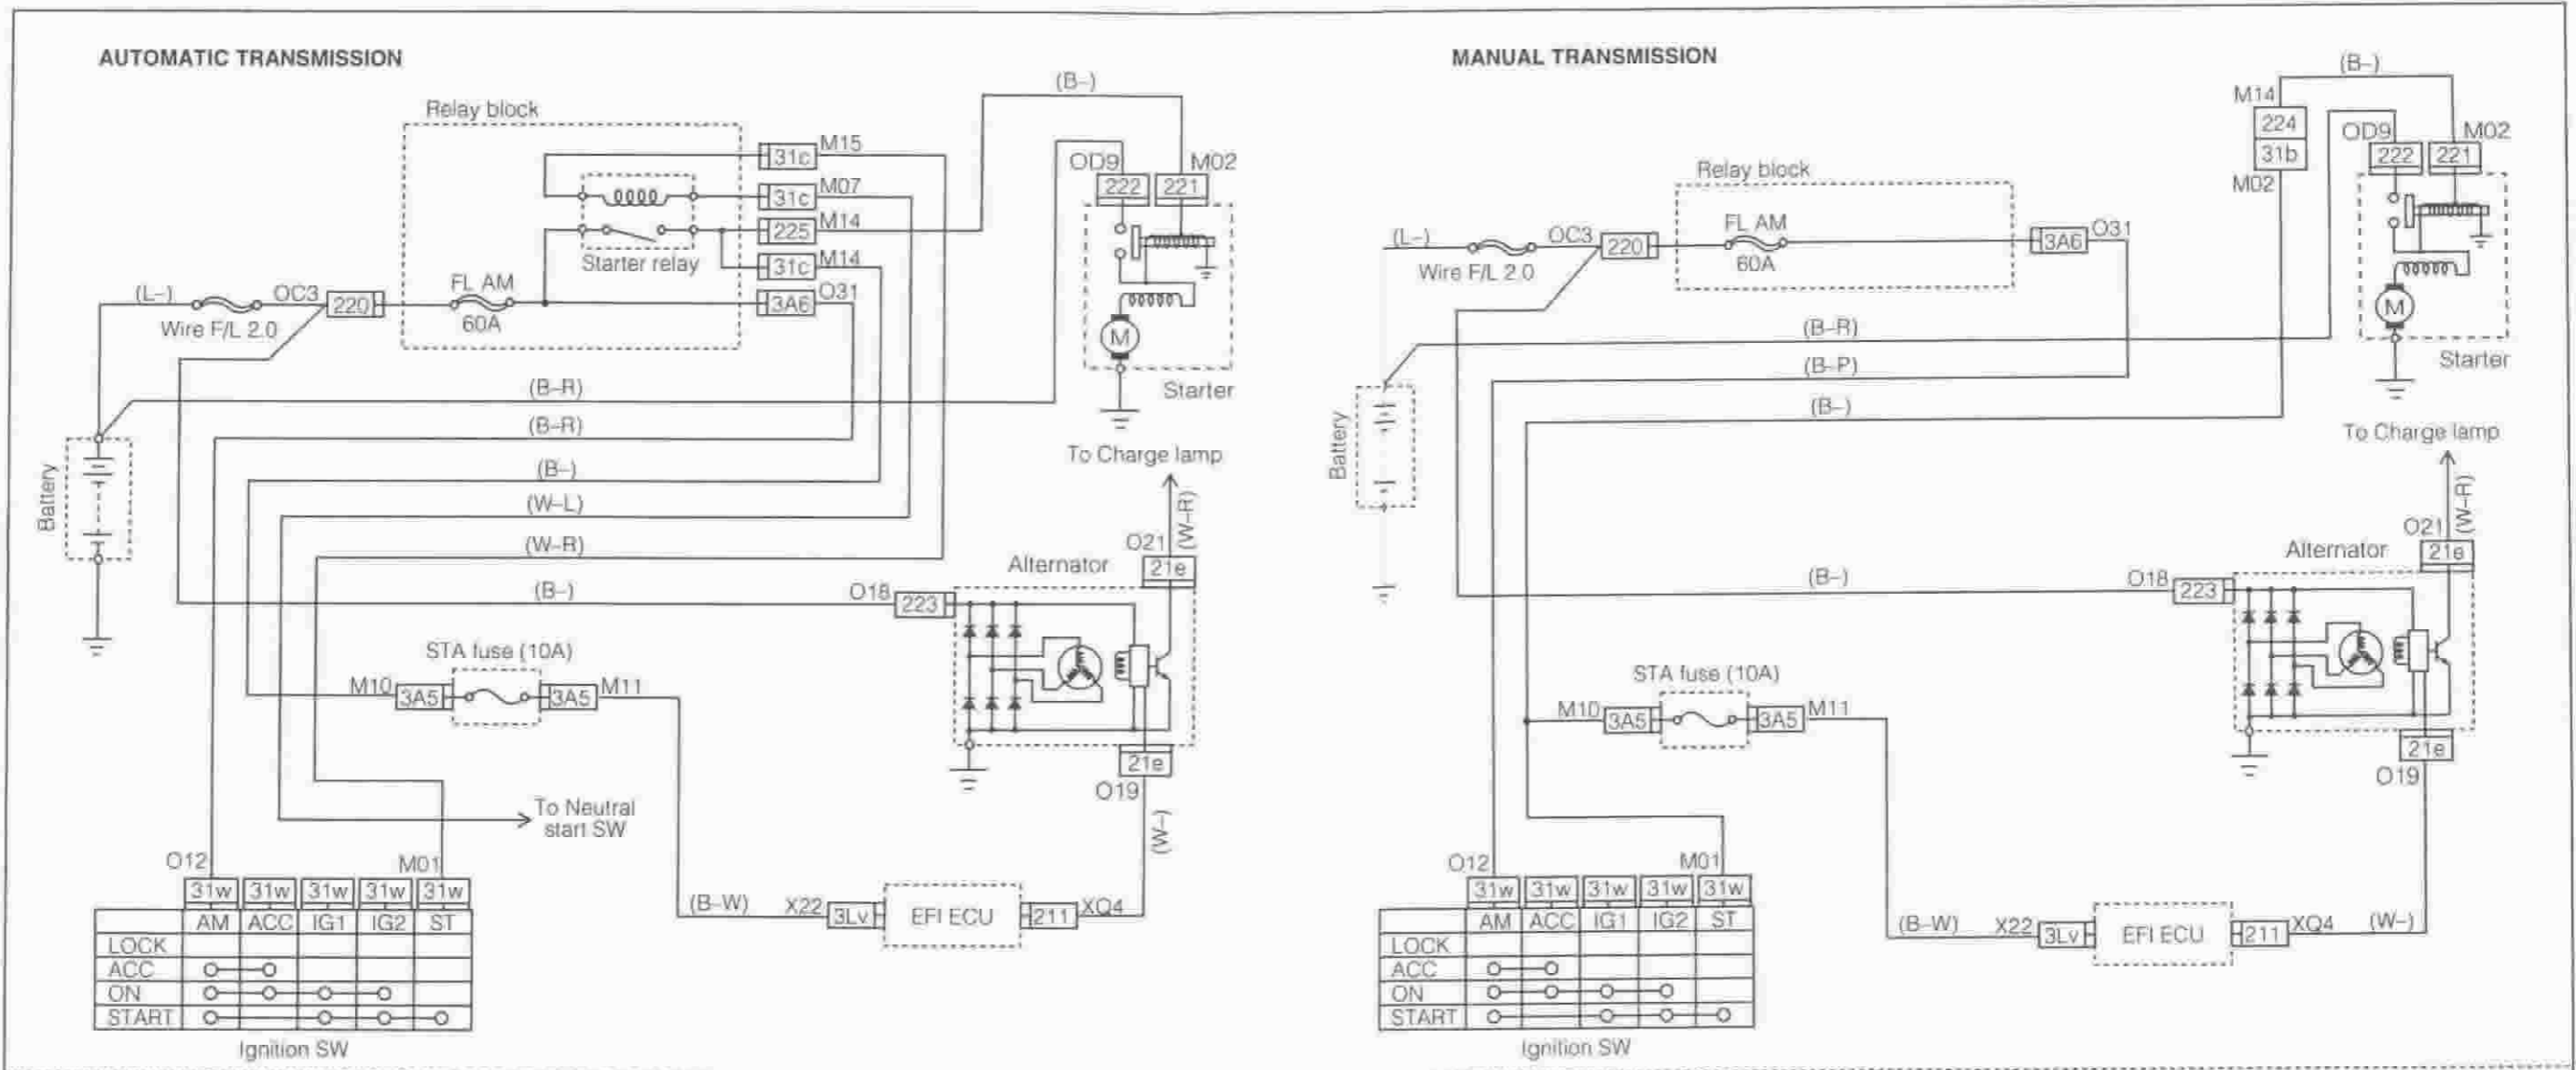 AUTOMATIC TRANSMISSION
Relay block
(B–)
31c M15
31c M07
225 M14
31c M14
3A6 O31
Starter relay
FL AM
60A
(L–)
Wire F/L 2.0
OC3
220
OD9
M02
222
221
M
Starter
(B–R)
(B–R)
(B–)
(W–L)
(W–R)
(B–)
Battery
To Charge lamp
(W–R)
O21
21e
Alternator
O18
223
21e
O19
(W–)
STA fuse (10A)
M10
3A5
3A5
M11
To Neutral
start SW
(B–W)
X22
3Lv
EFI ECU
211
XQ4
O12
M01
31w 31w 31w 31w 31w
AM ACC IG1 IG2 ST
LOCK
ACC
ON
START
Ignition SW
MANUAL TRANSMISSION
(B–)
M14
224
31b
M02
OD9
M02
222
221
M
Starter
Relay block
FL AM
60A
(L–)
Wire F/L 2.0
OC3
220
3A6
O31
(B–R)
(B–P)
(B–)
Battery
To Charge lamp
(W–R)
O21
21e
Alternator
(B–)
O18
223
21e
O19
STA fuse (10A)
M10
3A5
3A5
M11
(B–W)
X22
3Lv
EFI ECU
211
XQ4
(W–)
O12
M01
31w 31w 31w 31w 31w
AM ACC IG1 IG2 ST
LOCK
ACC
ON
START
Ignition SW